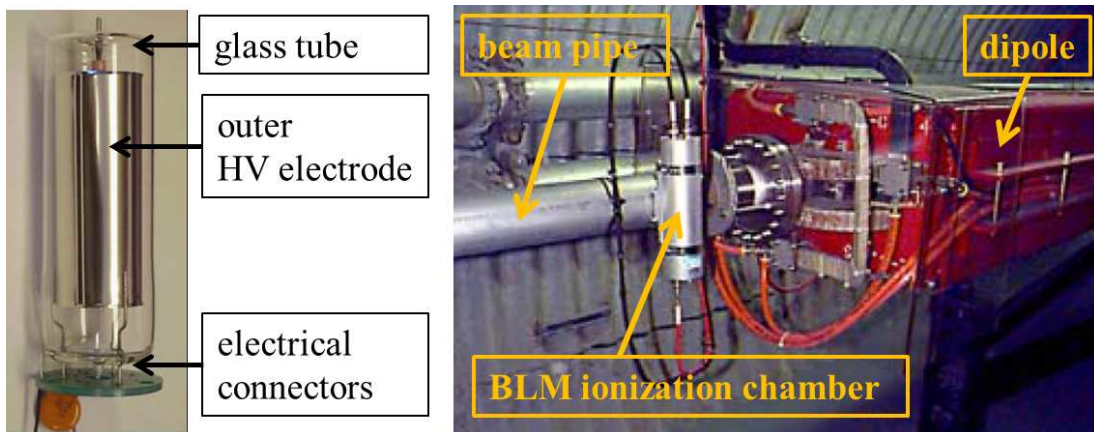 glass tube
outer
HV electrode
electrical
connectors
beam pipe
dipole
BLM ionization chamber